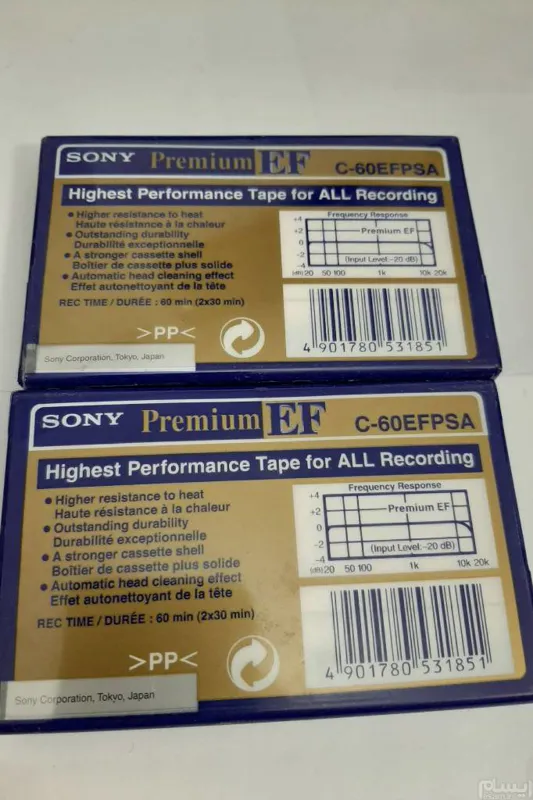 SONY Premium EF C-60EFPSA
Highest Performance Tape for ALL Recording
• Higher resistance to heat
Haute résistance à la chaleur
• Outstanding durability
Durabilité exceptionnelle
• A stronger cassette shell
Boîtier de cassette plus solide
• Automatic head cleaning effect
Effet autonettoyant de la tête
REC TIME / DURÉE : 60 min (2x30 min)
>PP<
Sony Corporation, Tokyo, Japan
Frequency Response
+4
+2
0
-2
-4
Premium EF
(Input Level:-20 dB)
(dB) 20 50 100 1k 10k 20k
4 901780 531851
SONY Premium EF C-60EFPSA
Highest Performance Tape for ALL Recording
• Higher resistance to heat
Haute résistance à la chaleur
• Outstanding durability
Durabilité exceptionnelle
• A stronger cassette shell
Boîtier de cassette plus solide
• Automatic head cleaning effect
Effet autonettoyant de la tête
REC TIME / DURÉE : 60 min (2x30 min)
>PP<
Sony Corporation, Tokyo, Japan
Frequency Response
+4
+2
0
-2
-4
Premium EF
(Input Level:-20 dB)
(dB) 20 50 100 1k 10k 20k
4 901780 531851
ایسام